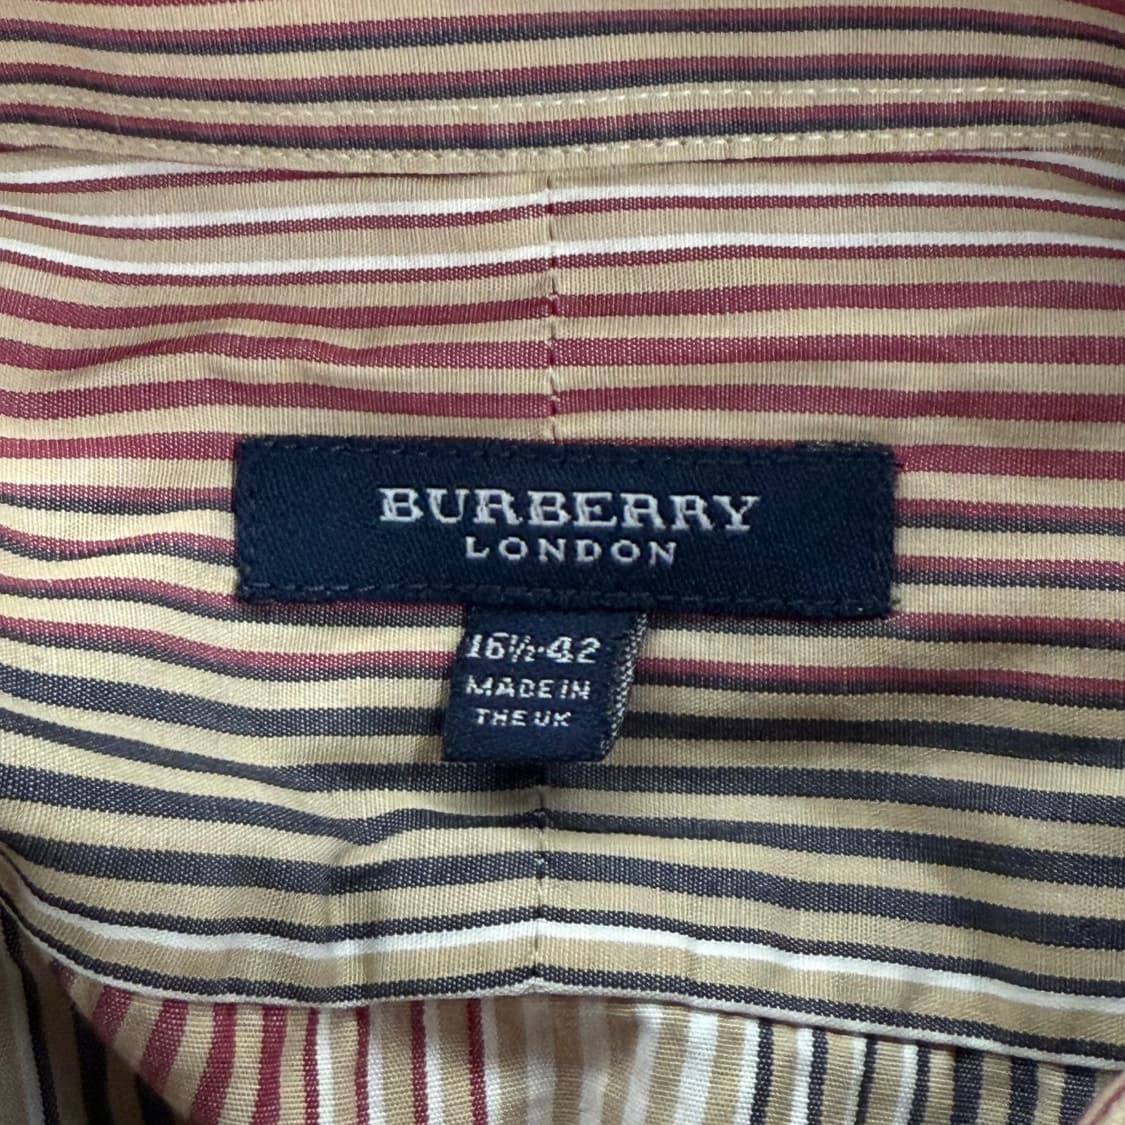 BURBERRY
LONDON
16½·42
MADE IN
THE UK